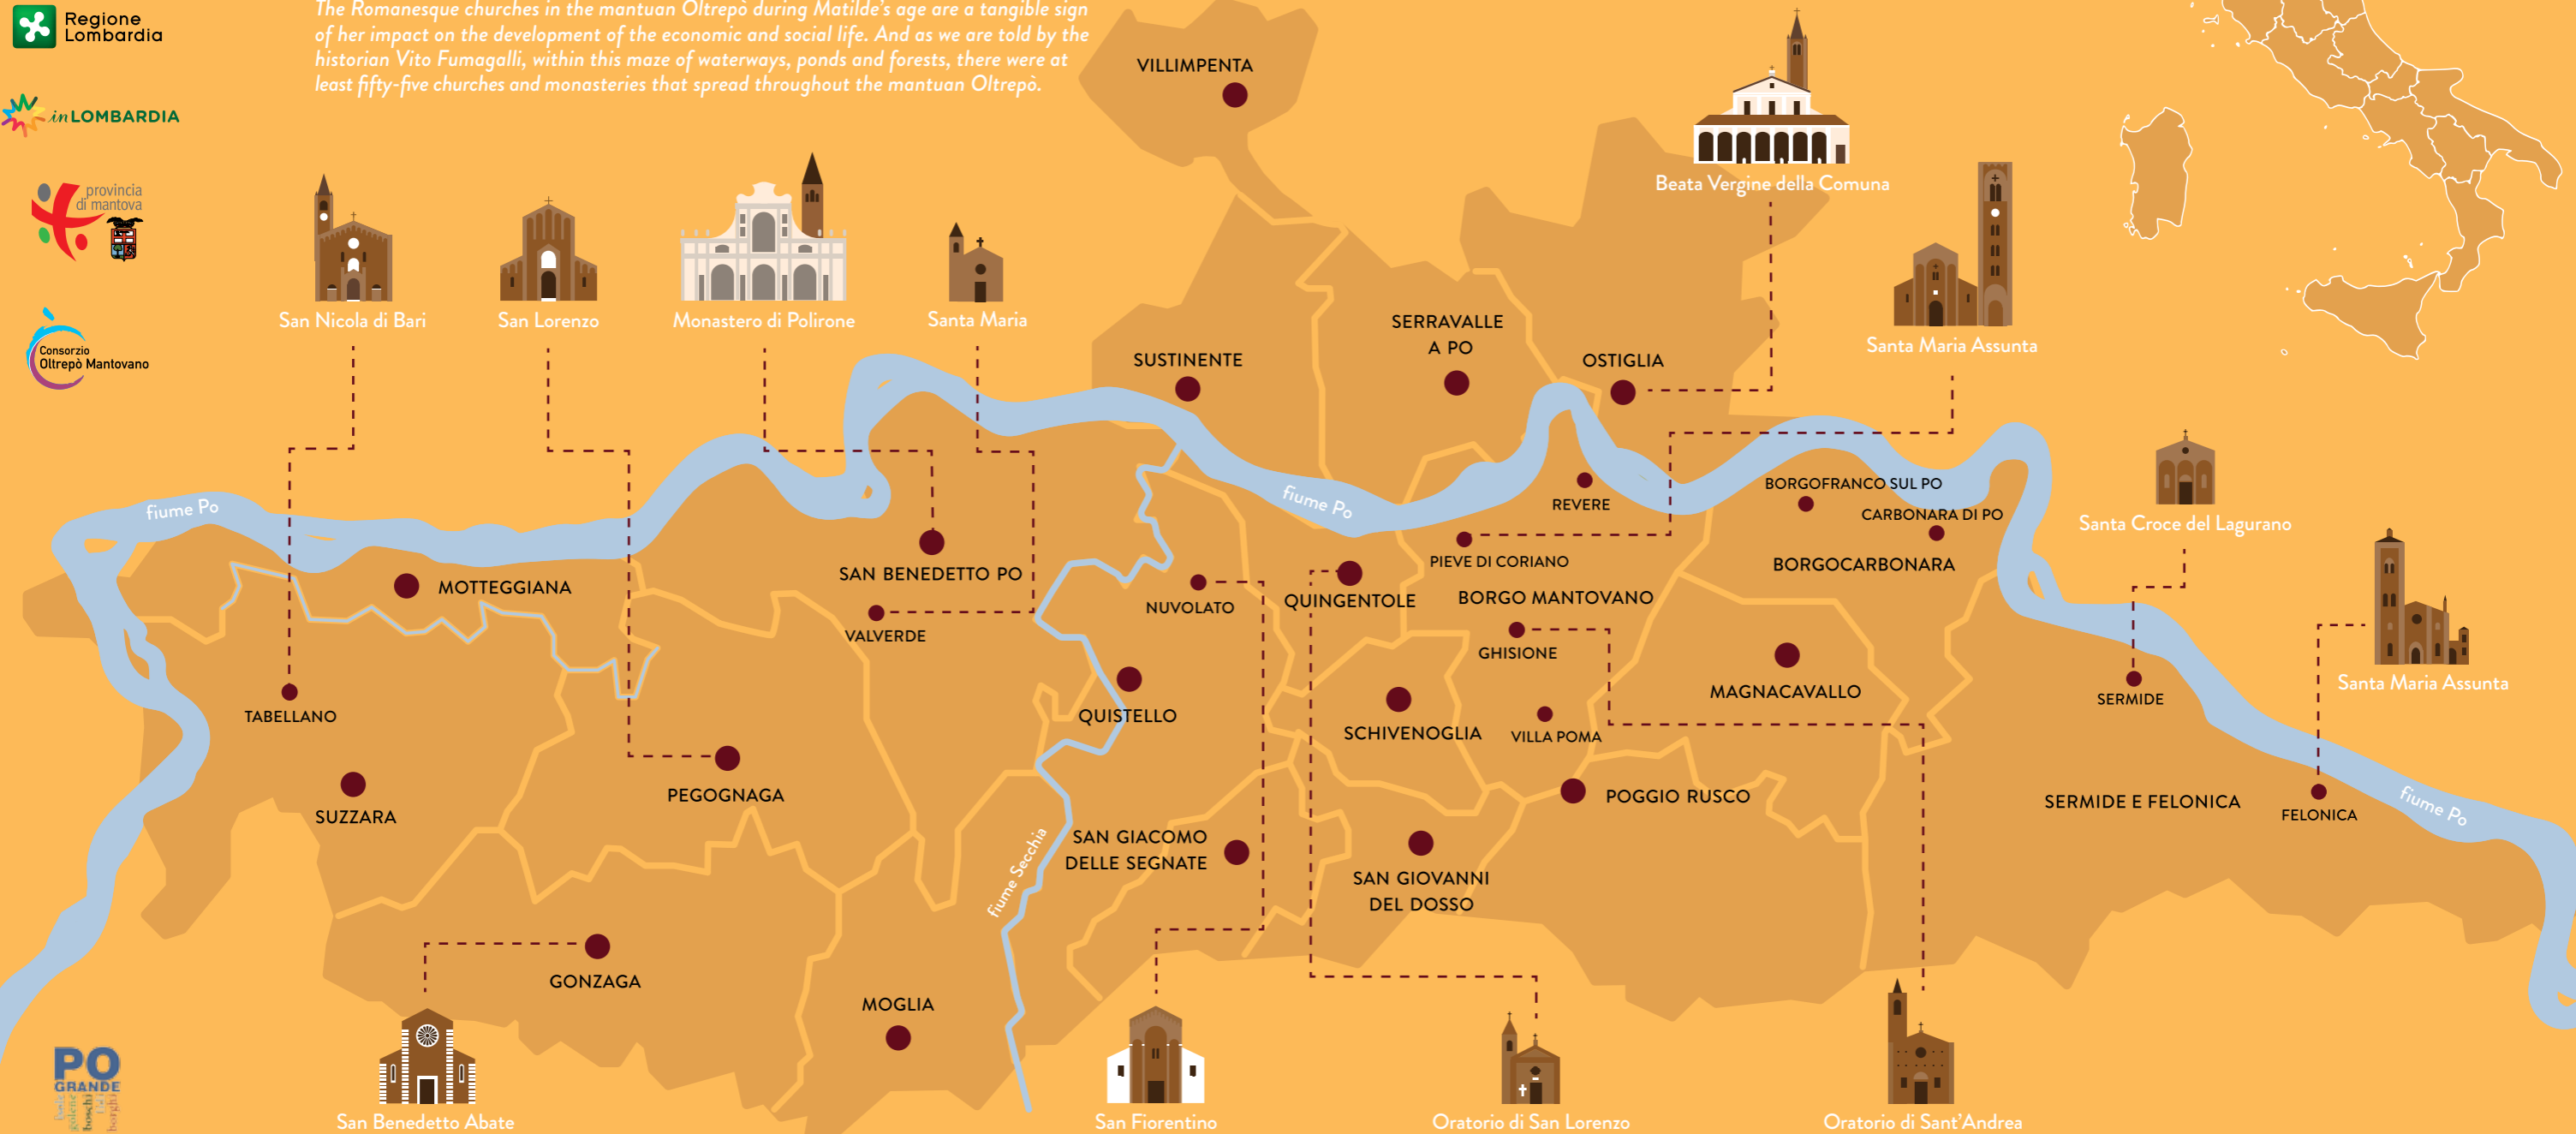 Regione
Lombardia
inLOMBARDIA
provincia
di mantova
Consorzio
Oltrepò Mantovano
The Romanesque churches in the mantuan Oltrepò during Matilde's age are a tangible sign
of her impact on the development of the economic and social life. And as we are told by the
historian Vito Fumagalli, within this maze of waterways, ponds and forests, there were at
least fifty-five churches and monasteries that spread throughout the mantuan Oltrepò.
VILLIMPENTA
Beata Vergine della Comuna
San Nicola di Bari
San Lorenzo
Monastero di Polirone
Santa Maria
Santa Maria Assunta
SERRAVALLE
A PO
SUSTINENTE
OSTIGLIA
fiume Po
fiume Po
REVERE
BORGOFRANCO SUL PO
CARBONARA DI PO
Santa Croce del Lagurano
PIEVE DI CORIANO
BORGOCARBONARA
SAN BENEDETTO PO
MOTTEGGIANA
NUVOLATO
QUINGENTOLE
BORGO MANTOVANO
VALVERDE
GHISIONE
Santa Maria Assunta
MAGNACAVALLO
SERMIDE
TABELLANO
QUISTELLO
SCHIVENOGLIA
VILLA POMA
PEGOGNAGA
POGGIO RUSCO
SERMIDE E FELONICA
fiume Po
SUZZARA
FELONICA
SAN GIACOMO
DELLE SEGNATE
fiume Secchia
SAN GIOVANNI
DEL DOSSO
GONZAGA
MOGLIA
PO
GRANDE
golene
boschi
borghi
San Benedetto Abate
San Fiorentino
Oratorio di San Lorenzo
Oratorio di Sant'Andrea